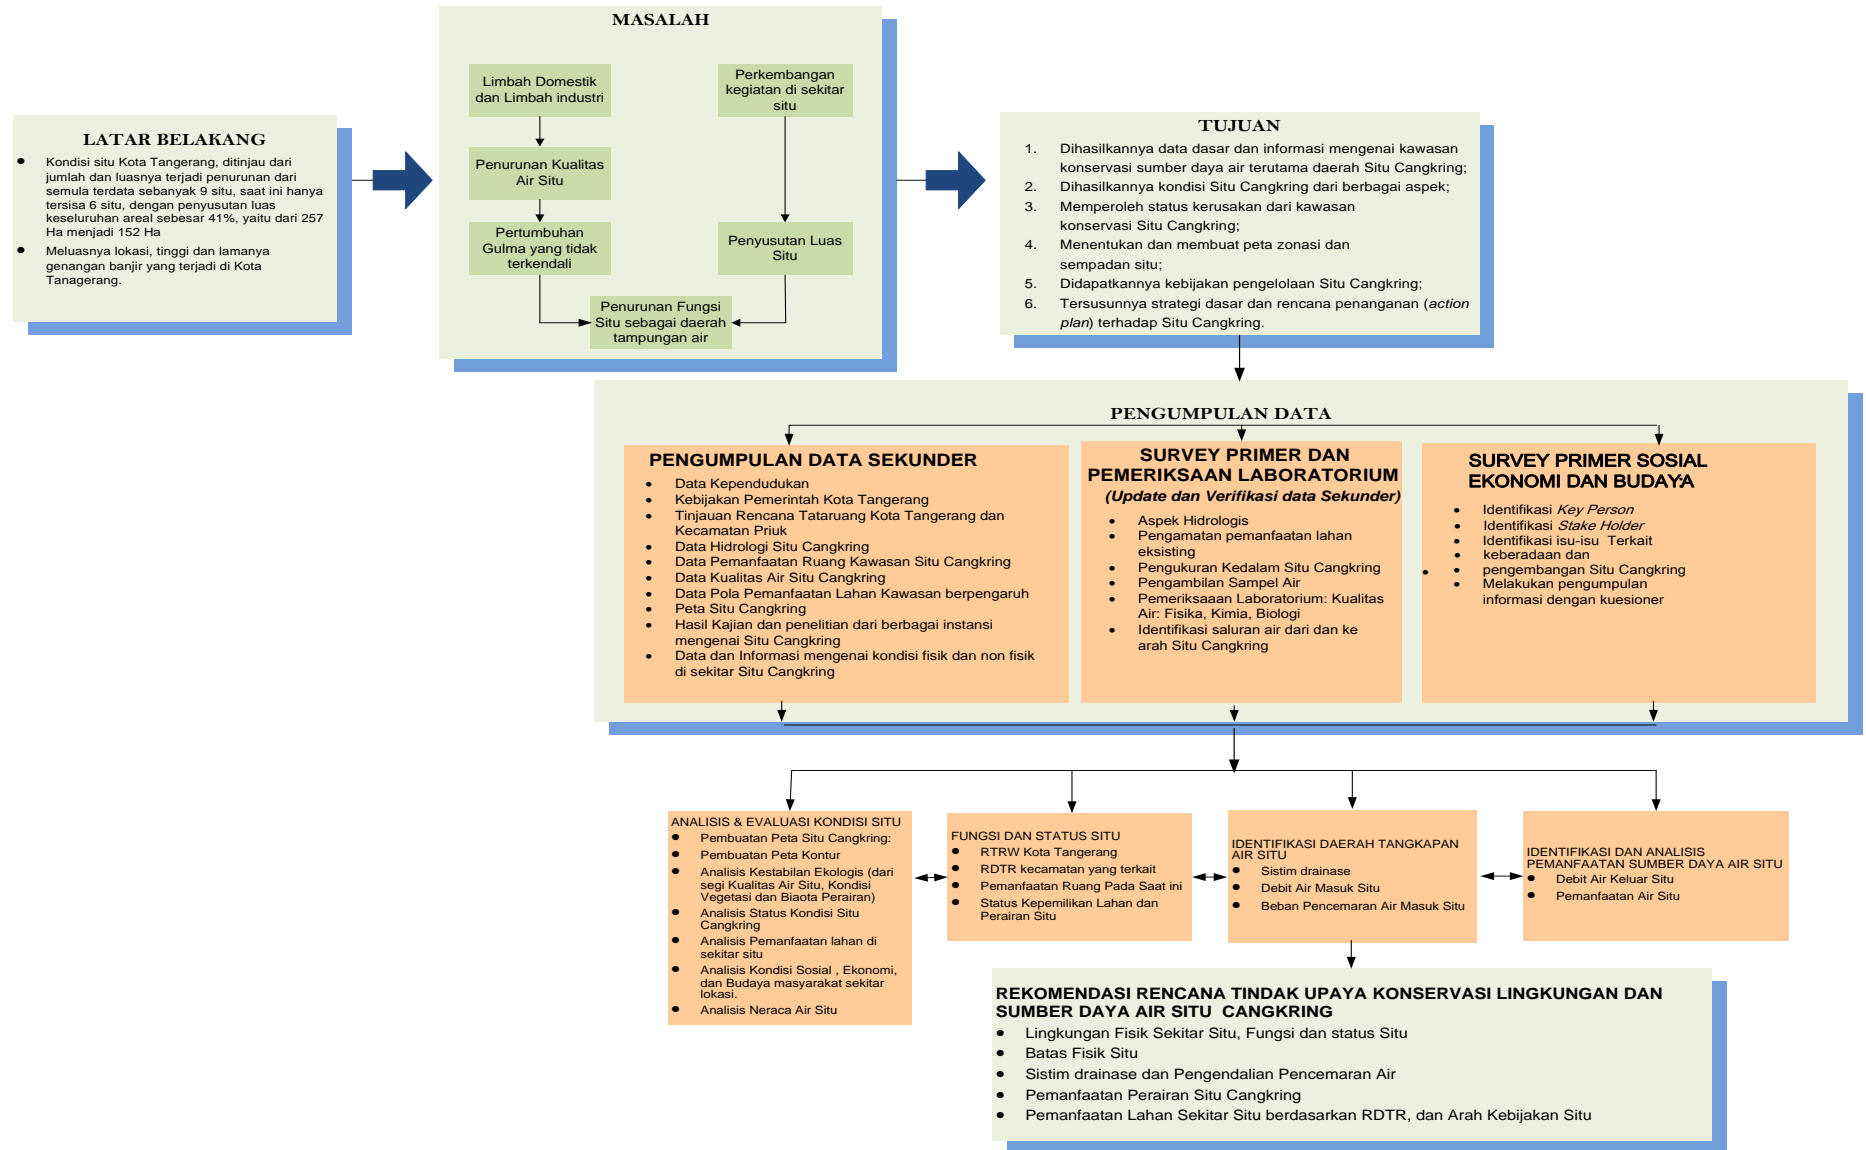 LATAR BELAKANG
• Kondisi situ Kota Tangerang, ditinjau dari
jumlah dan luasnya terjadi penurunan dari
semula terdata sebanyak 9 situ, saat ini hanya
tersisa 6 situ, dengan penyusutan luas
keseluruhan areal sebesar 41%, yaitu dari 257
Ha menjadi 152 Ha
• Meluasnya lokasi, tinggi dan lamanya
genangan banjir yang terjadi di Kota
Tanagerang.
MASALAH
Limbah Domestik
dan Limbah industri
Penurunan Kualitas
Air Situ
Pertumbuhan
Gulma yang tidak
terkendali
Perkembangan
kegiatan di sekitar
situ
Penyusutan Luas
Situ
Penurunan Fungsi
Situ sebagai daerah
tampungan air
TUJUAN
1. Dihasilkannya data dasar dan informasi mengenai kawasan
konservasi sumber daya air terutama daerah Situ Cangkring;
2. Dihasilkannya kondisi Situ Cangkring dari berbagai aspek;
3. Memperoleh status kerusakan dari kawasan
konservasi Situ Cangkring;
4. Menentukan dan membuat peta zonasi dan
sempadan situ;
5. Didapatkannya kebijakan pengelolaan Situ Cangkring;
6. Tersusunnya strategi dasar dan rencana penanganan (action
plan) terhadap Situ Cangkring.
PENGUMPULAN DATA
PENGUMPULAN DATA SEKUNDER
• Data Kependudukan
• Kebijakan Pemerintah Kota Tangerang
• Tinjauan Rencana Tataruang Kota Tangerang dan
Kecamatan Priuk
• Data Hidrologi Situ Cangkring
• Data Pemanfaatan Ruang Kawasan Situ Cangkring
• Data Kualitas Air Situ Cangkring
• Data Pola Pemanfaatan Lahan Kawasan berpengaruh
• Peta Situ Cangkring
• Hasil Kajian dan penelitian dari berbagai instansi
mengenai Situ Cangkring
• Data dan Informasi mengenai kondisi fisik dan non fisik
di sekitar Situ Cangkring
SURVEY PRIMER DAN
PEMERIKSAAN LABORATORIUM
(Update dan Verifikasi data Sekunder)
• Aspek Hidrologis
• Pengamatan pemanfaatan lahan
eksisting
• Pengukuran Kedalam Situ Cangkring
• Pengambilan Sampel Air
• Pemeriksaaan Laboratorium: Kualitas
Air: Fisika, Kimia, Biologi
• Identifikasi saluran air dari dan ke
arah Situ Cangkring
SURVEY PRIMER SOSIAL
EKONOMI DAN BUDAYA
• Identifikasi Key Person
• Identifikasi Stake Holder
• Identifikasi isu-isu Terkait
• keberadaan dan
• • pengembangan Situ Cangkring
• Melakukan pengumpulan
informasi dengan kuesioner
ANALISIS & EVALUASI KONDISI SITU
• Pembuatan Peta Situ Cangkring:
• Pembuatan Peta Kontur
• Analisis Kestabilan Ekologis (dari
segi Kualitas Air Situ, Kondisi
Vegetasi dan Biaota Perairan)
• Analisis Status Kondisi Situ
Cangkring
• Analisis Pemanfaatan lahan di
sekitar situ
• Analisis Kondisi Sosial , Ekonomi,
dan Budaya masyarakat sekitar
lokasi.
• Analisis Neraca Air Situ
FUNGSI DAN STATUS SITU
• RTRW Kota Tangerang
• RDTR kecamatan yang terkait
• Pemanfaatan Ruang Pada Saat ini
• Status Kepemilikan Lahan dan
Perairan Situ
IDENTIFIKASI DAERAH TANGKAPAN
AIR SITU
• Sistim drainase
• Debit Air Masuk Situ
• Beban Pencemaran Air Masuk Situ
IDENTIFIKASI DAN ANALISIS
PEMANFAATAN SUMBER DAYA AIR SITU
• Debit Air Keluar Situ
• Pemanfaatan Air Situ
REKOMENDASI RENCANA TINDAK UPAYA KONSERVASI LINGKUNGAN DAN
SUMBER DAYA AIR SITU CANGKRING
• Lingkungan Fisik Sekitar Situ, Fungsi dan status Situ
• Batas Fisik Situ
• Sistim drainase dan Pengendalian Pencemaran Air
• Pemanfaatan Perairan Situ Cangkring
• Pemanfaatan Lahan Sekitar Situ berdasarkan RDTR, dan Arah Kebijakan Situ